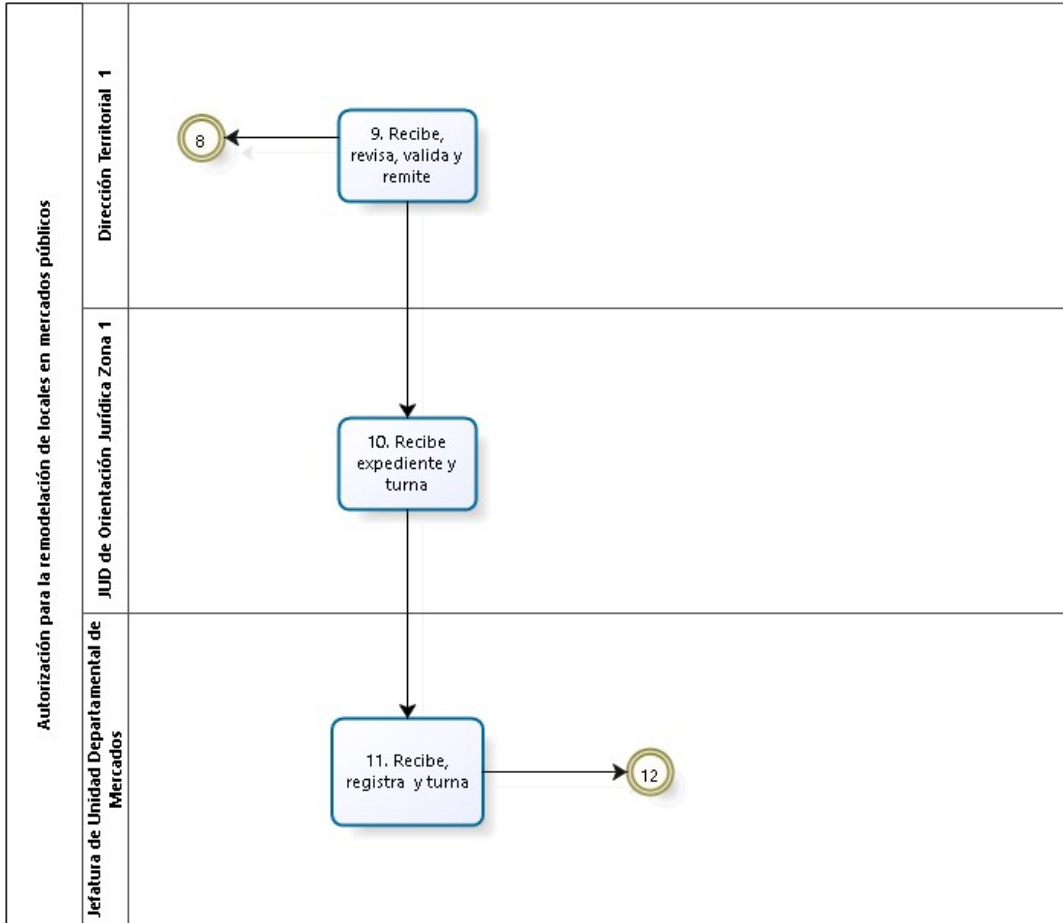 Autorización para la remodelación de locales en mercados públicos
Dirección Territorial 1
8
9. Recibe,
revisa, valida y
remite
JUD de Orientación Jurídica Zona 1
10. Recibe
expediente y
turna
Jefatura de Unidad Departamental de
Mercados
11. Recibe,
registra y turna
12